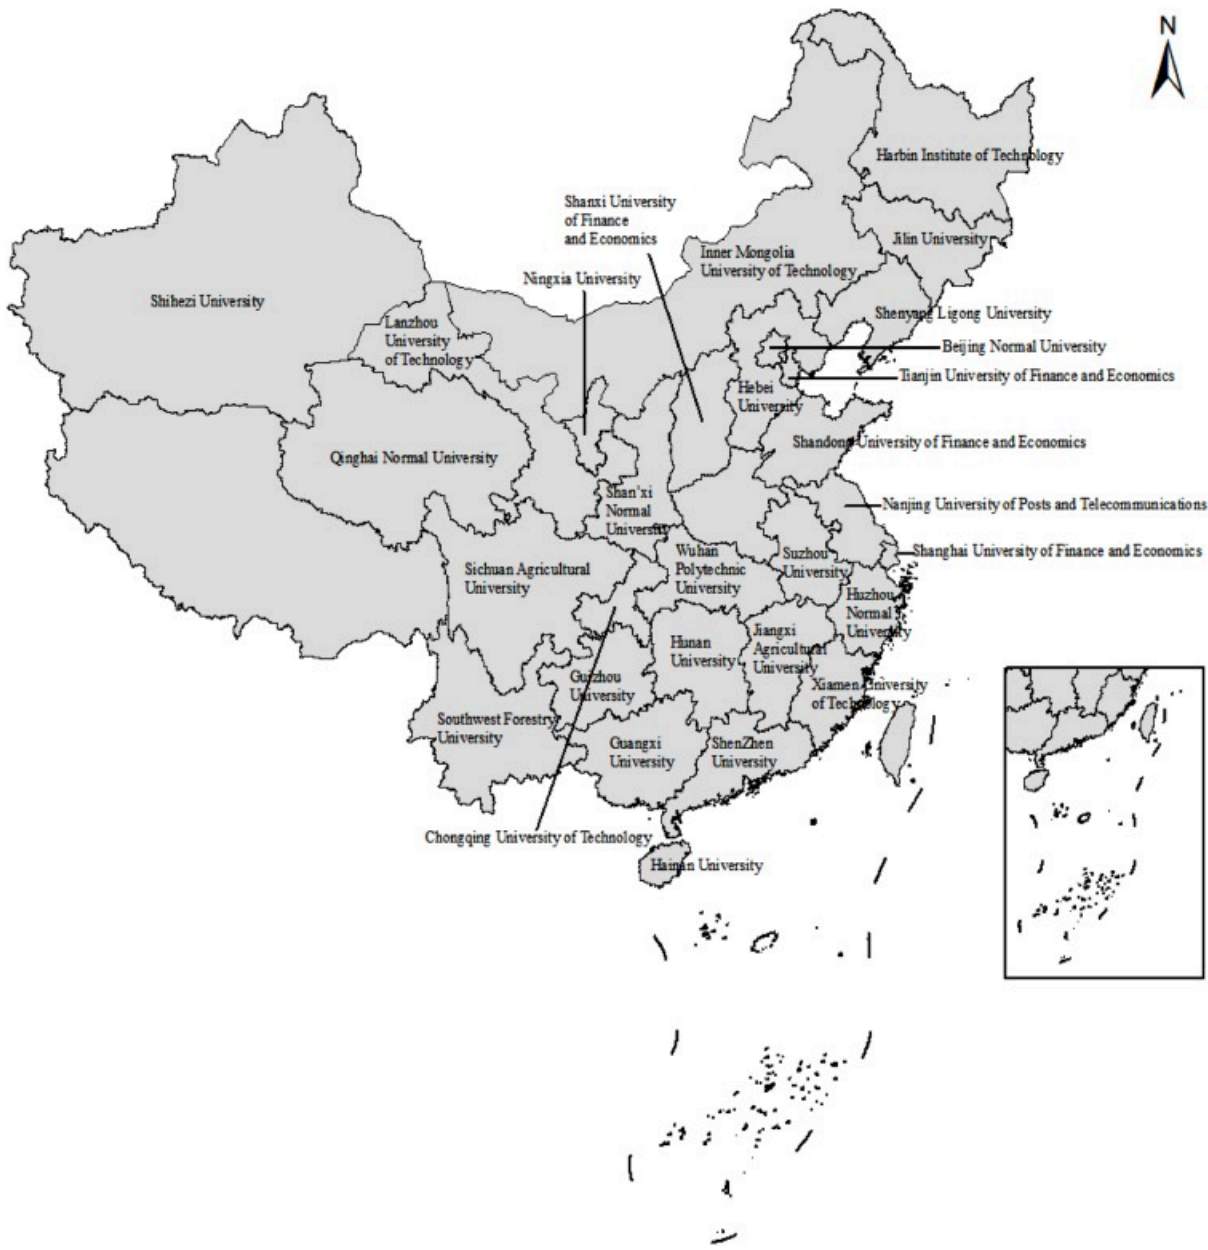 N
Harbin Institute of Technology
Shanxi University
of Finance
and Economics
Jilin University
Inner Mongolia
University of Technology
Ningxia University
Shihezi University
Shenyang Ligong University
Lanzhou
University
of Technology
Beijing Normal University
Tianjin University of Finance and Economics
Hebei
University
Shandong University of Finance and Economics
Qinghai Normal University
Shan'xi
Normal
University
Nanjing University of Posts and Telecommunications
Shanghai University of Finance and Economics
Wuhan
Polytechnic
University
Suzhou
University
Sichuan Agricultural
University
Huzhou
Normal
University
Jiangxi
Agricultural
University
Hunan
University
Guizhou
University
Xiamen University
of Technology
Southwest Forestry
University
Guangxi
University
ShenZhen
University
Chongqing University of Technology
Hainan University